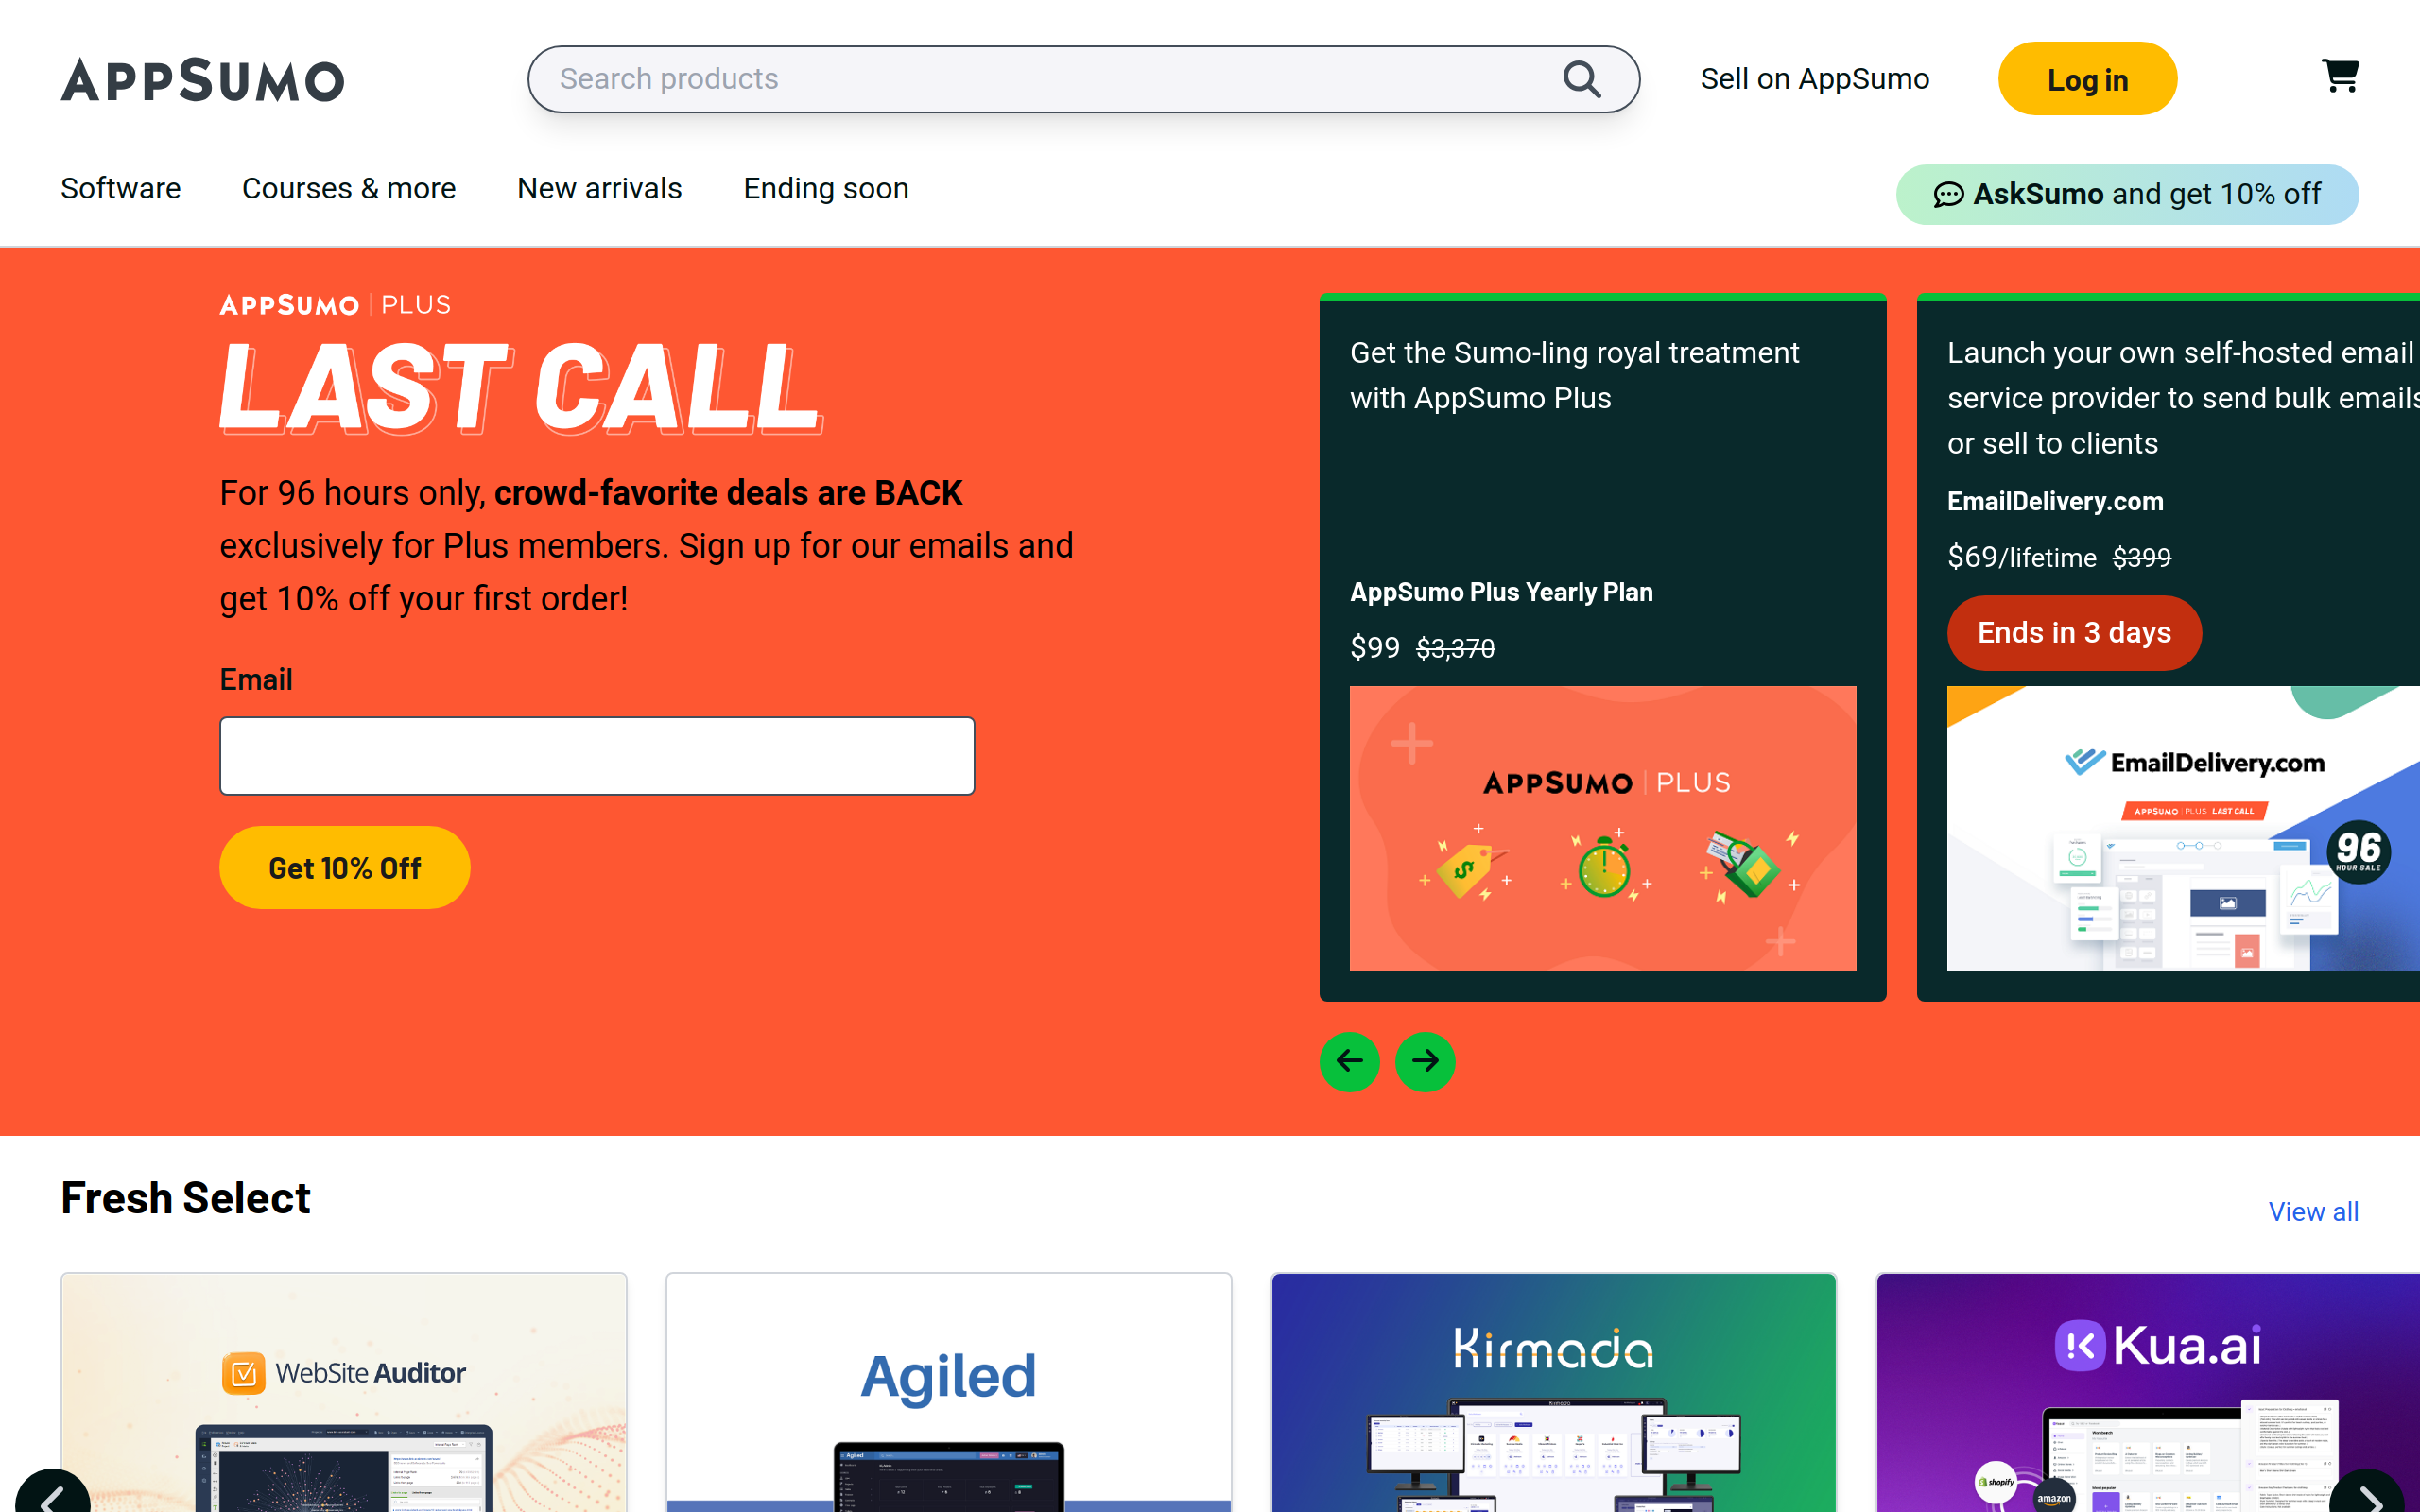 APPSUMO
Search products
Sell on AppSumo
Log in
Software
Courses & more
New arrivals
Ending soon
AskSumo and get 10% off
APPSUMO | PLUS
LAST CALL
For 96 hours only, crowd-favorite deals are BACK
exclusively for Plus members. Sign up for our emails and
get 10% off your first order!
Email
Get 10% Off
Get the Sumo-ling royal treatment
with AppSumo Plus
AppSumo Plus Yearly Plan
$99 $3,370
APPSUMO | PLUS
Launch your own self-hosted email
service provider to send bulk emails
or sell to clients
EmailDelivery.com
$69/lifetime $399
Ends in 3 days
EmailDelivery.com
APPSUMO | PLUS LAST CALL
96
HOUR SALE
Fresh Select
View all
WebSite Auditor
Agiled
Agiled
Kirmada
Kirmada
Kua.ai
shopify
amazon